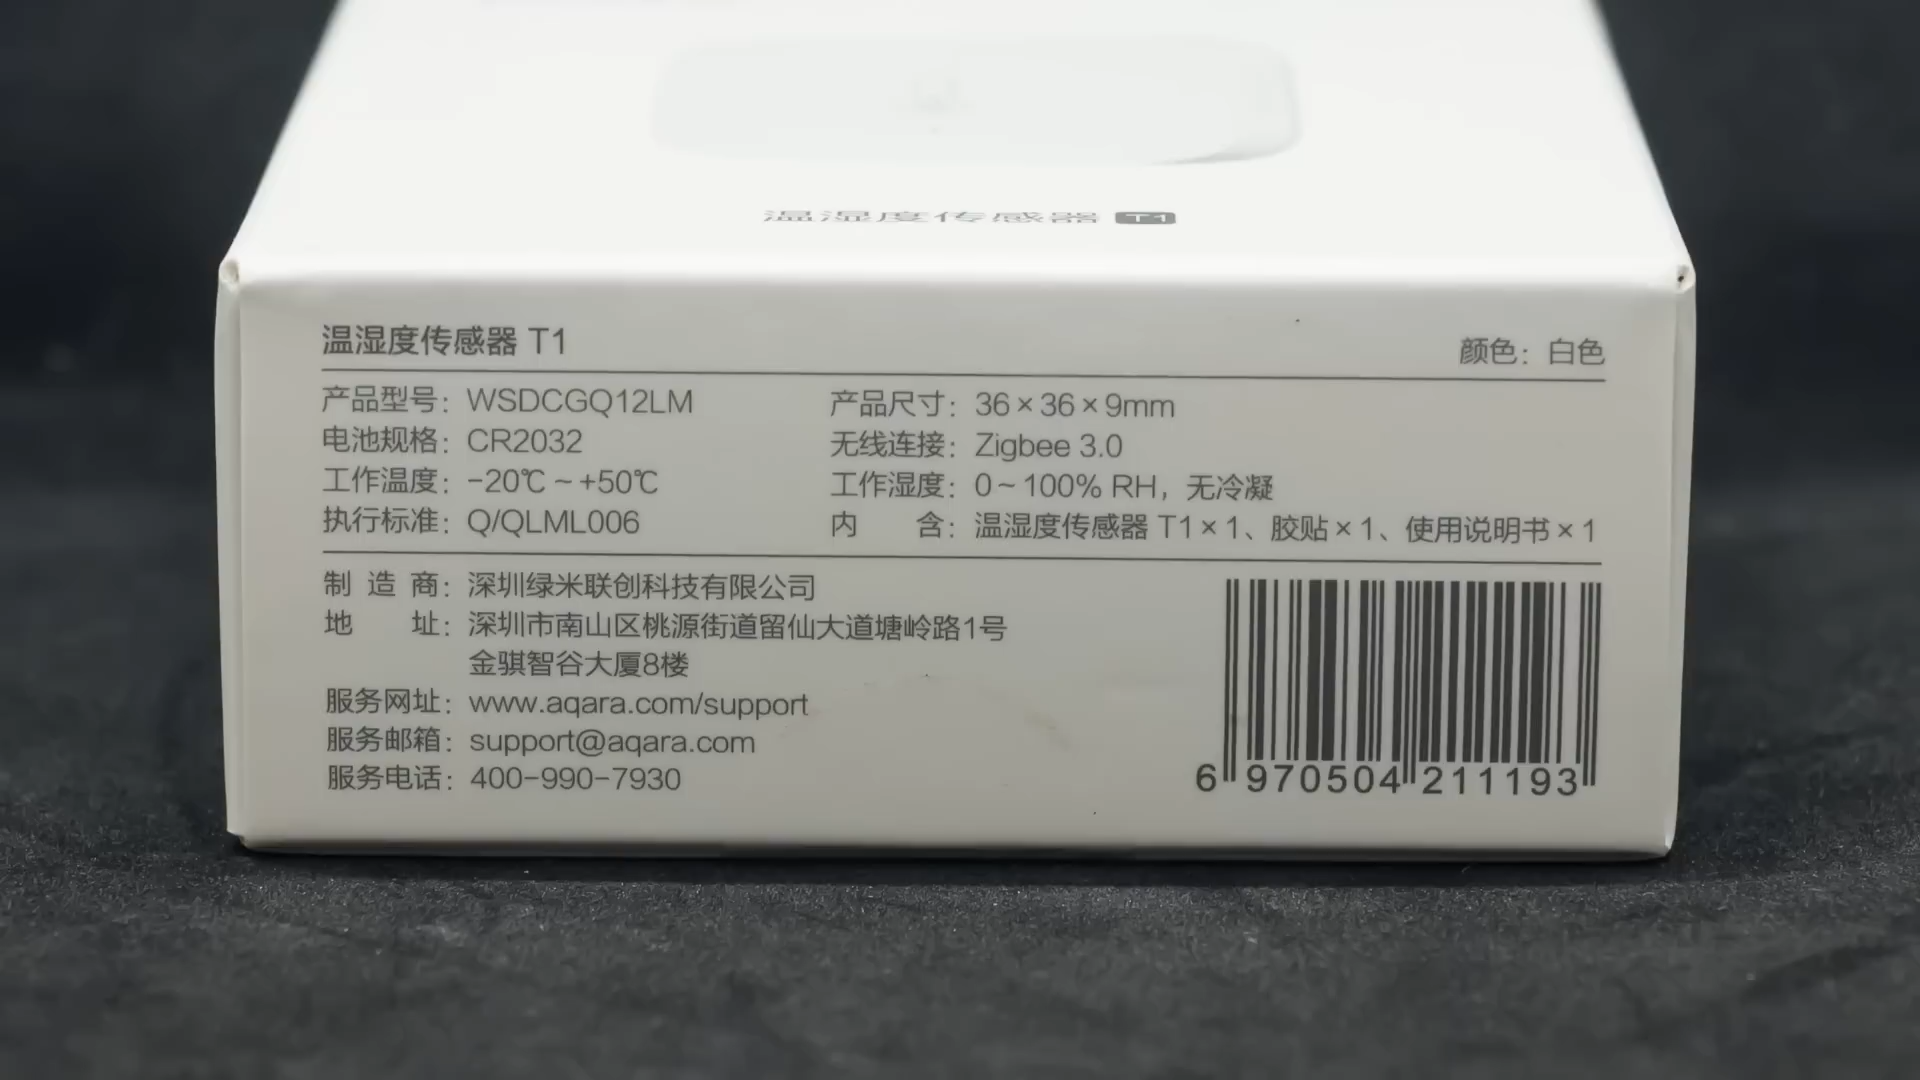 温湿度传感器 T1
温湿度传感器 T1
颜色：白色
产品型号：WSDCGQ12LM
产品尺寸：36×36×9mm
电池规格：CR2032
无线连接：Zigbee 3.0
工作温度：-20℃~+50℃
工作湿度：0~100% RH，无冷凝
执行标准：Q/QLML006
内 含：温湿度传感器 T1×1、胶贴×1、使用说明书×1
制 造 商：深圳绿米联创科技有限公司
地 址：深圳市南山区桃源街道留仙大道塘岭路1号
金骐智谷大厦8楼
服务网址：www.aqara.com/support
服务邮箱：support@aqara.com
服务电话：400-990-7930
6 970504 211193